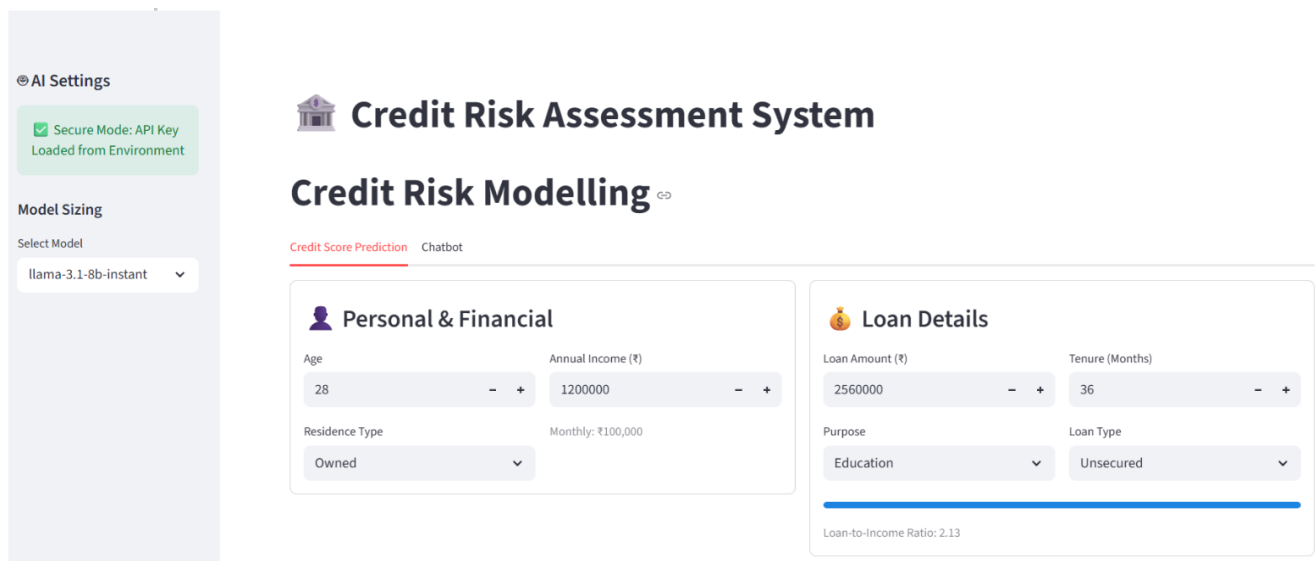 AI Settings
Secure Mode: API Key
Loaded from Environment
Model Sizing
Select Model
llama-3.1-8b-instant
Credit Risk Assessment System
Credit Risk Modelling
Credit Score Prediction Chatbot
Personal & Financial
Age Annual Income (₹)
28 - + 1200000 - +
Residence Type Monthly: ₹100,000
Owned
Loan Details
Loan Amount (₹) Tenure (Months)
2560000 - + 36 - +
Purpose Loan Type
Education Unsecured
Loan-to-Income Ratio: 2.13